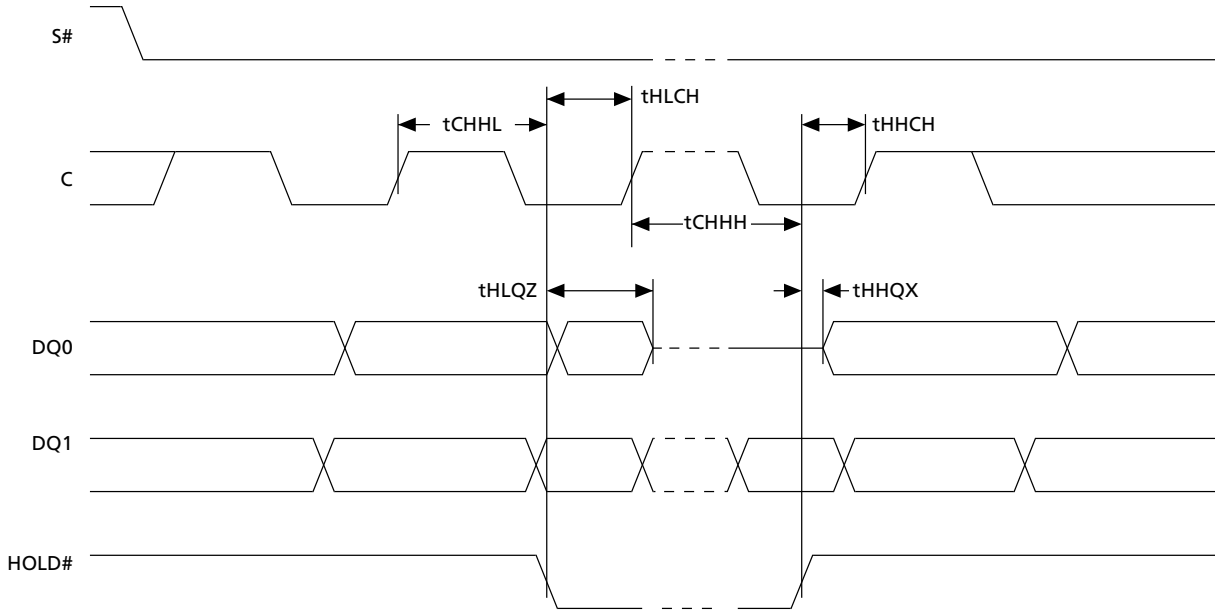 S#
tHLCH
tCHHL
tHHCH
C
tCHHH
tHLQZ
tHHQX
DQ0
DQ1
HOLD#